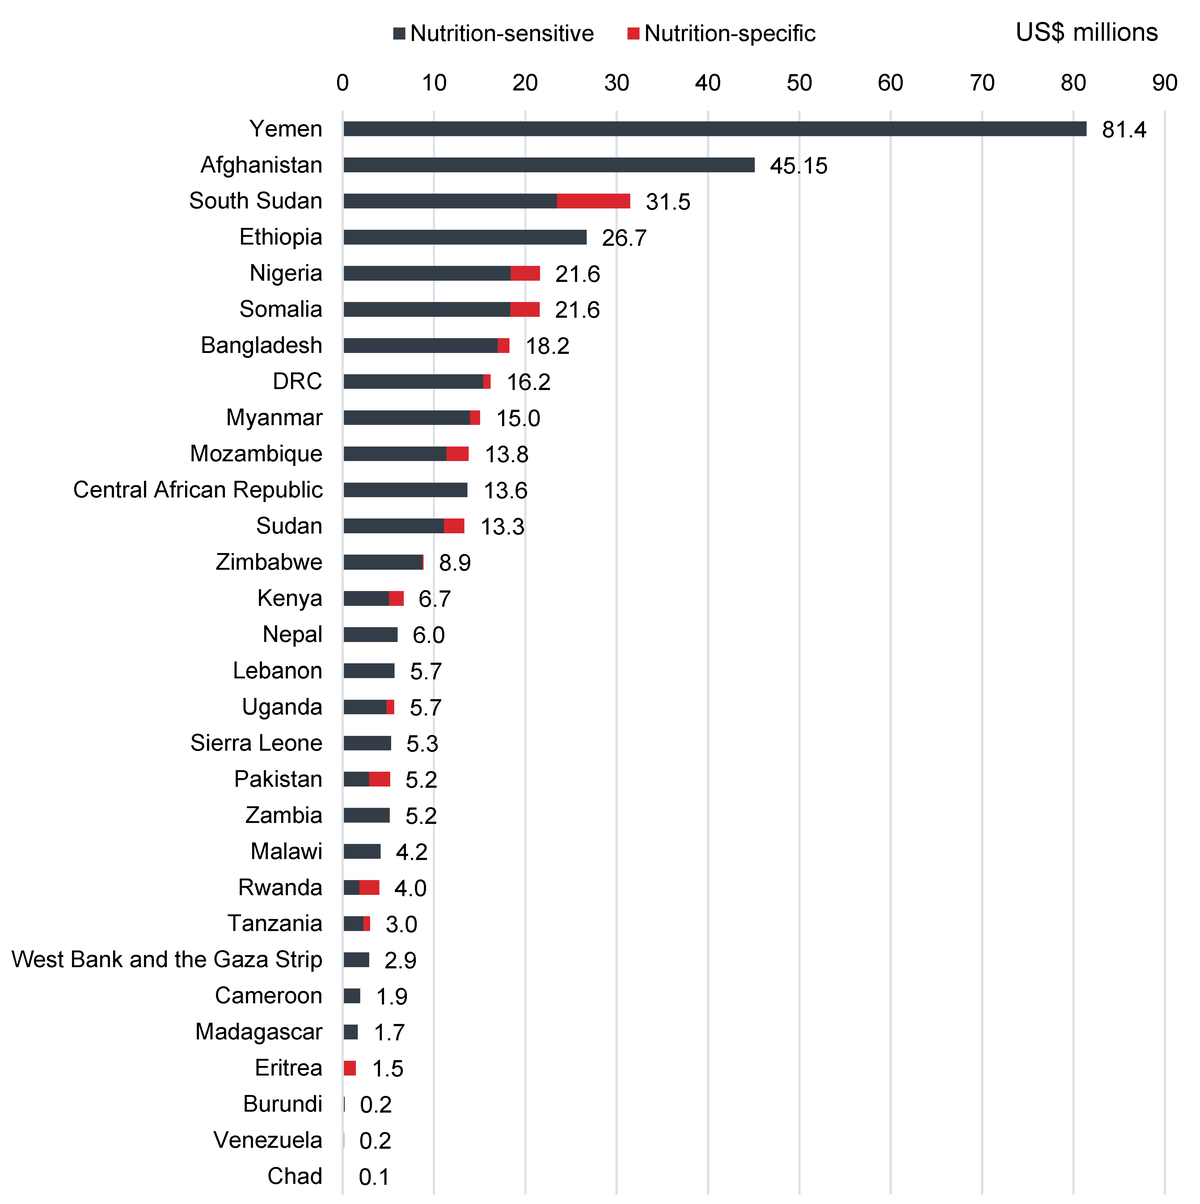 Nutrition-sensitive Nutrition-specific US$ millions
0 10 20 30 40 50 60 70 80 90
Yemen 81.4
Afghanistan 45.15
South Sudan 31.5
Ethiopia 26.7
Nigeria 21.6
Somalia 21.6
Bangladesh 18.2
DRC 16.2
Myanmar 15.0
Mozambique 13.8
Central African Republic 13.6
Sudan 13.3
Zimbabwe 8.9
Kenya 6.7
Nepal 6.0
Lebanon 5.7
Uganda 5.7
Sierra Leone 5.3
Pakistan 5.2
Zambia 5.2
Malawi 4.2
Rwanda 4.0
Tanzania 3.0
West Bank and the Gaza Strip 2.9
Cameroon 1.9
Madagascar 1.7
Eritrea 1.5
Burundi 0.2
Venezuela 0.2
Chad 0.1